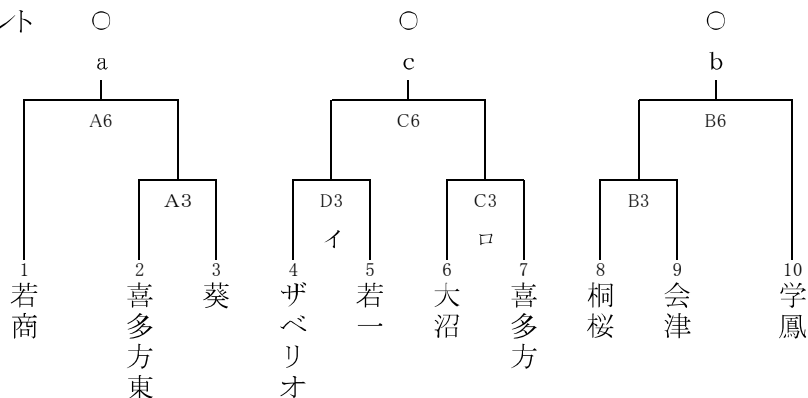 ント ○ ○ ○
a c b
A6 C6 B6
A3 D3 C3 B3
イ ロ
1 2 3 4 5 6 7 8 9 10
若商
喜多方東
葵
ザベリオ
若一
大沼
喜多方
桐桜
会津
学鳳